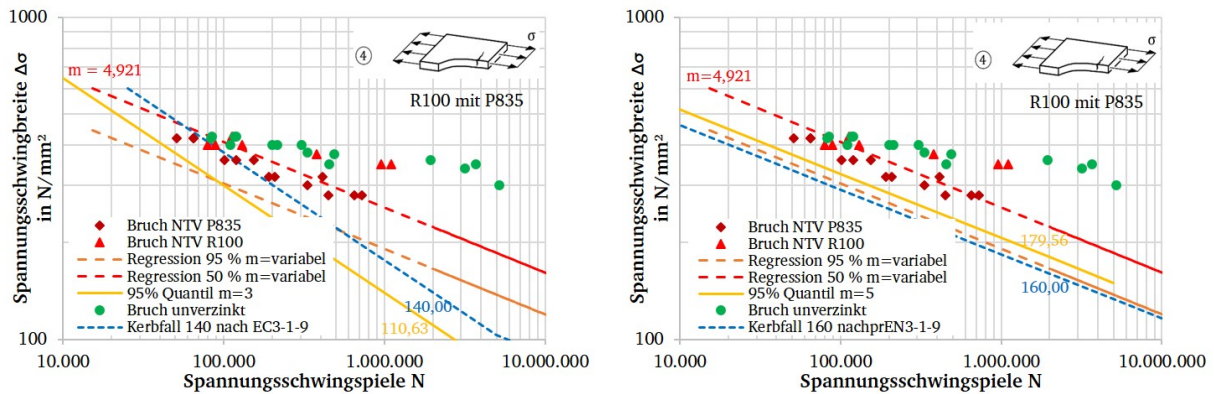 1000
100
Spannungsschwingbreite Δσ
in N/mm²
m = 4,921
4
σ
R100 mit P835
Bruch NTV P835
Bruch NTV R100
Regression 95 % m=variabel
Regression 50 % m=variabel
95% Quantil m=3
Bruch unverzinkt
Kerbfall 140 nach EC3-1-9
140,00
110,63
10.000
100.000
1.000.000
10.000.000
Spannungsschwingspiele N
1000
100
Spannungsschwingbreite Δσ
in N/mm²
m=4,921
4
σ
R100 mit P835
Bruch NTV P835
Bruch NTV R100
Regression 95 % m=variabel
Regression 50 % m=variabel
95% Quantil m=5
Bruch unverzinkt
Kerbfall 160 nachprEN3-1-9
179,56
160,00
10.000
100.000
1.000.000
10.000.000
Spannungsschwingspiele N